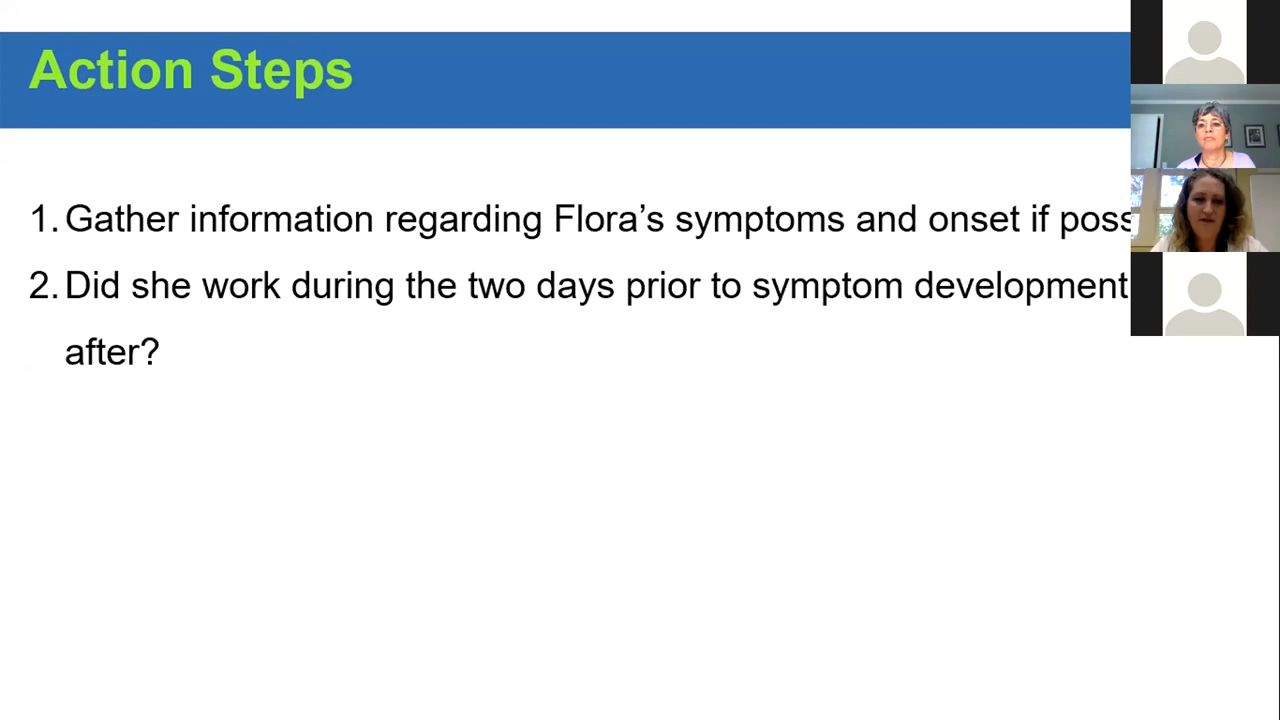 Action Steps
1. Gather information regarding Flora’s symptoms and onset if poss
2. Did she work during the two days prior to symptom development
after?